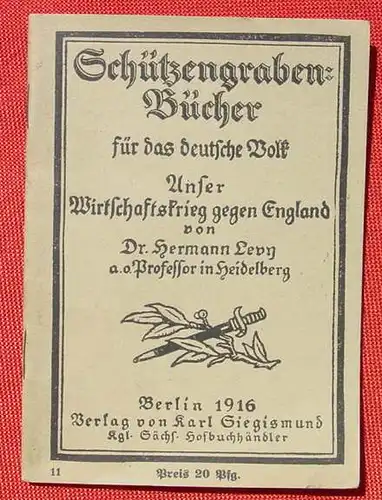 Schützengraben-
Bücher
für das deutsche Volk
Unser
Wirtschaftskrieg gegen England
von
Dr. Hermann Levy
a.o. Professor in Heidelberg
Berlin 1916
Verlag von Karl Siegismund
Kgl. Sächs. Hofbuchhändler
11 Preis 20 Pfg.